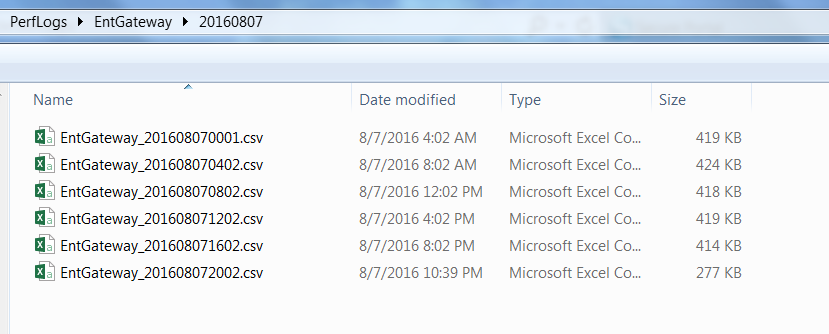 PerfLogs EntGateway 20160807
Name Date modified Type Size
EntGateway_201608070001.csv 8/7/2016 4:02 AM Microsoft Excel Co... 419 KB
EntGateway_201608070402.csv 8/7/2016 8:02 AM Microsoft Excel Co... 424 KB
EntGateway_201608070802.csv 8/7/2016 12:02 PM Microsoft Excel Co... 418 KB
EntGateway_201608071202.csv 8/7/2016 4:02 PM Microsoft Excel Co... 419 KB
EntGateway_201608071602.csv 8/7/2016 8:02 PM Microsoft Excel Co... 414 KB
EntGateway_201608072002.csv 8/7/2016 10:39 PM Microsoft Excel Co... 277 KB